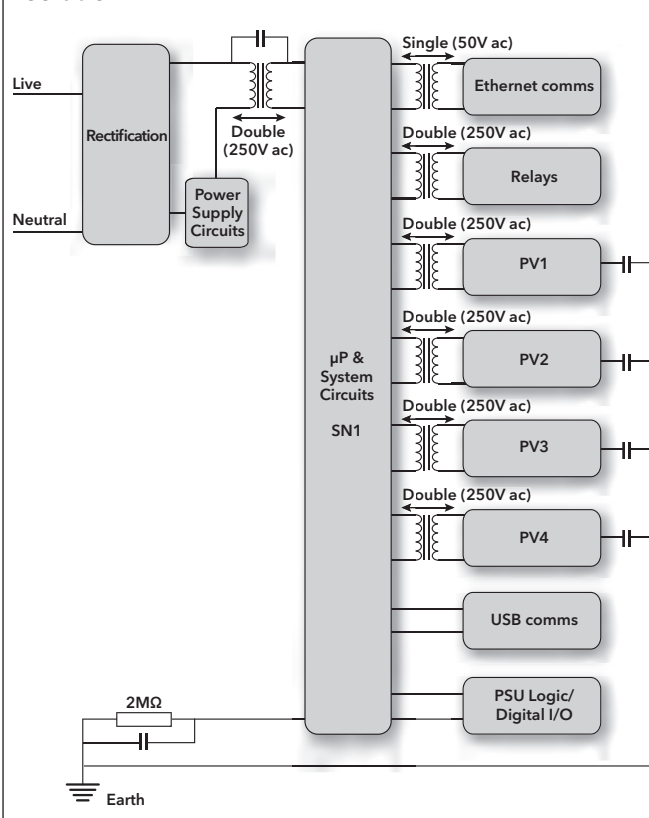 Single (50V ac)
Live
Ethernet comms
Rectification
Double
(250V ac)
Double (250V ac)
Relays
Power
Supply
Circuits
Neutral
Double (250V ac)
PV1
Double (250V ac)
PV2
µP &
System
Circuits
SN1
Double (250V ac)
PV3
Double (250V ac)
PV4
USB comms
2MΩ
PSU Logic/
Digital I/O
Earth